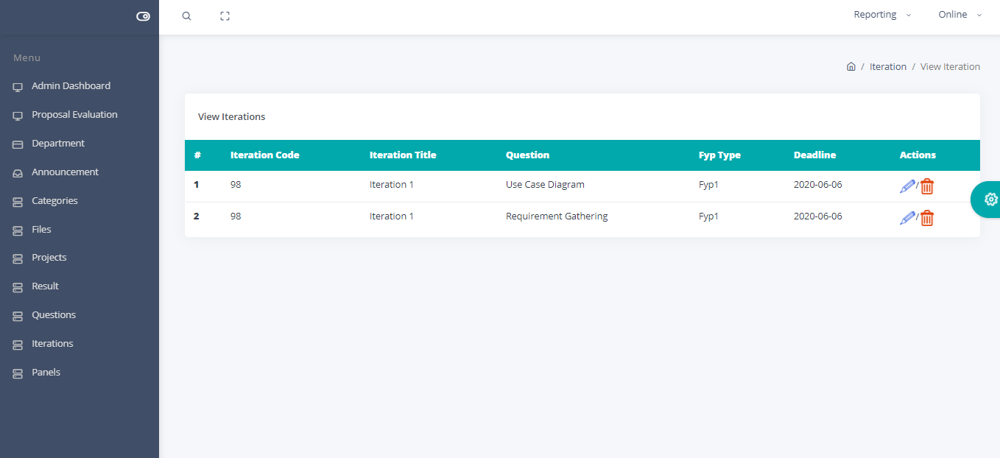 Reporting Online
Menu
/ Iteration / View Iteration
Admin Dashboard
Proposal Evaluation
Department
Announcement
Categories
Files
Projects
Result
Questions
Iterations
Panels
View Iterations
# Iteration Code Iteration Title Question Fyp Type Deadline Actions
1 98 Iteration 1 Use Case Diagram Fyp1 2020-06-06 /
2 98 Iteration 1 Requirement Gathering Fyp1 2020-06-06 /